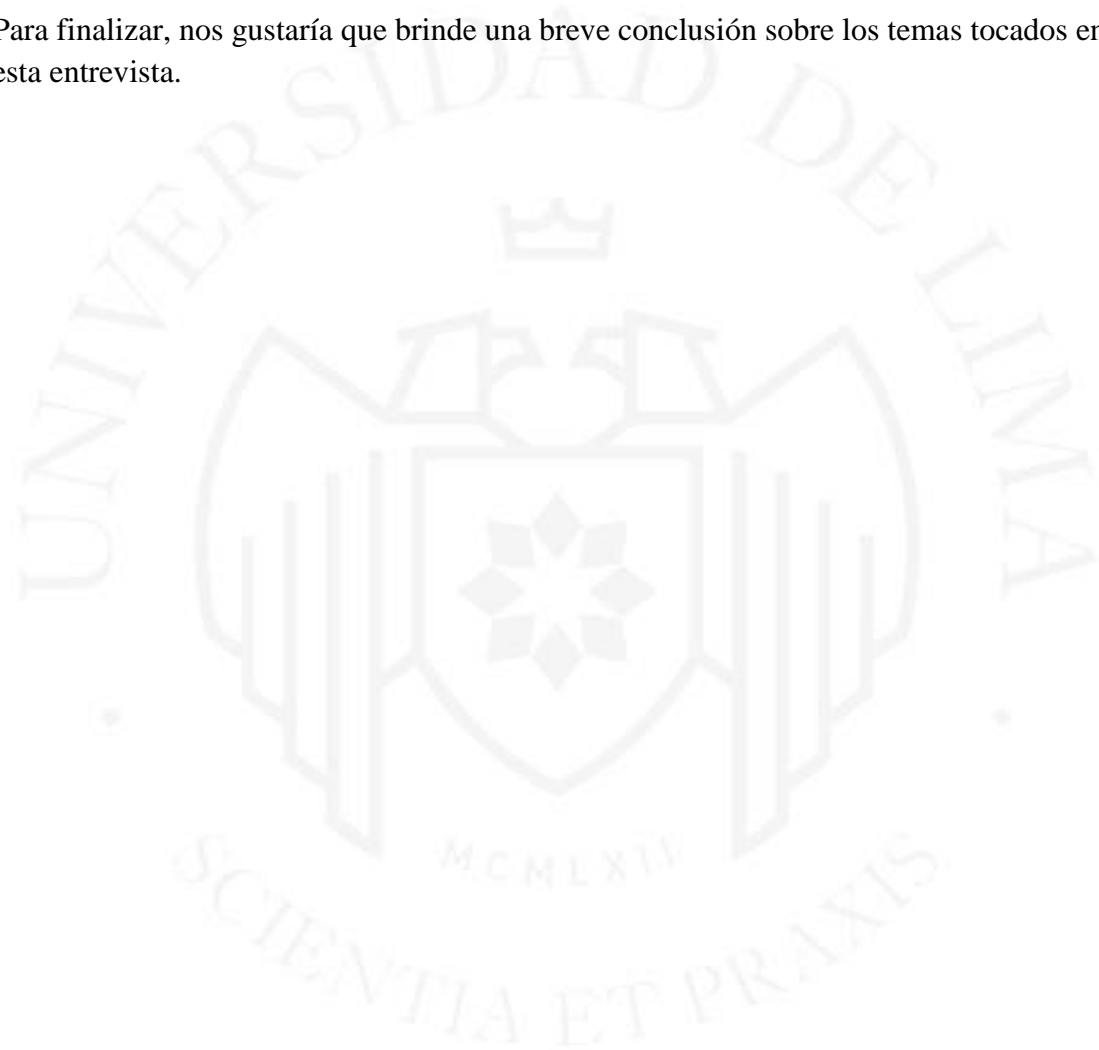 Para finalizar, nos gustaría que brinde una breve conclusión sobre los temas tocados en
esta entrevista.
UNIVERSIDAD DE LIMA
MCMLXII
SCIENTIA ET PRAXIS